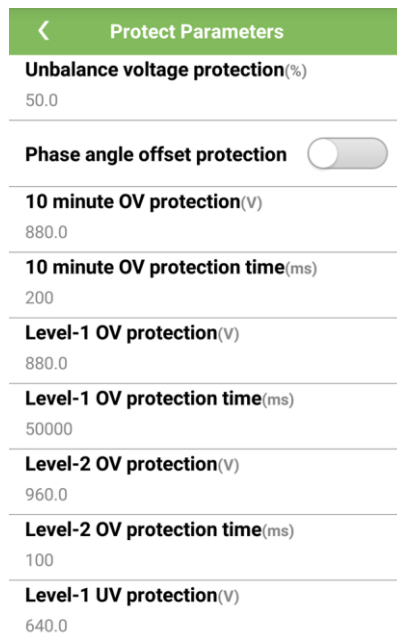 Protect Parameters
Unbalance voltage protection(%)
50.0
Phase angle offset protection
10 minute OV protection(V)
880.0
10 minute OV protection time(ms)
200
Level-1 OV protection(V)
880.0
Level-1 OV protection time(ms)
50000
Level-2 OV protection(V)
960.0
Level-2 OV protection time(ms)
100
Level-1 UV protection(V)
640.0